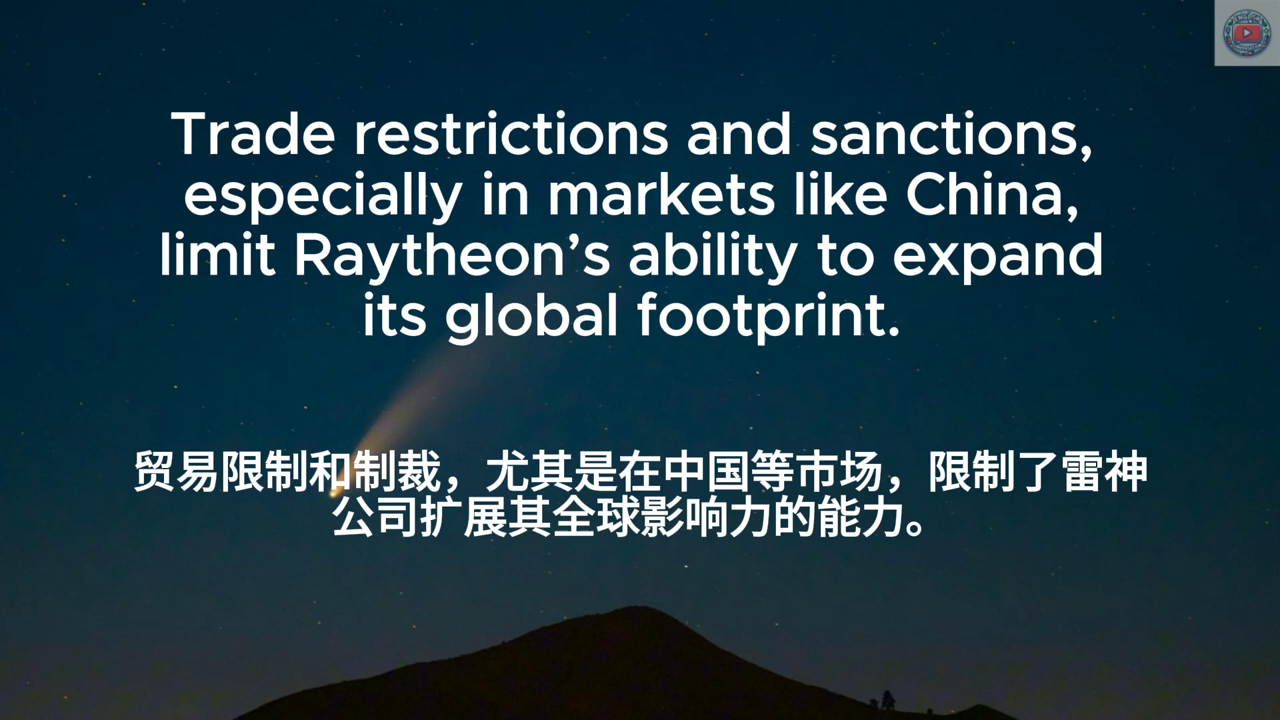 Trade restrictions and sanctions,
especially in markets like China,
limit Raytheon’s ability to expand
its global footprint.
贸易限制和制裁，尤其是在中国等市场，限制了雷神
公司扩展其全球影响力的能力。